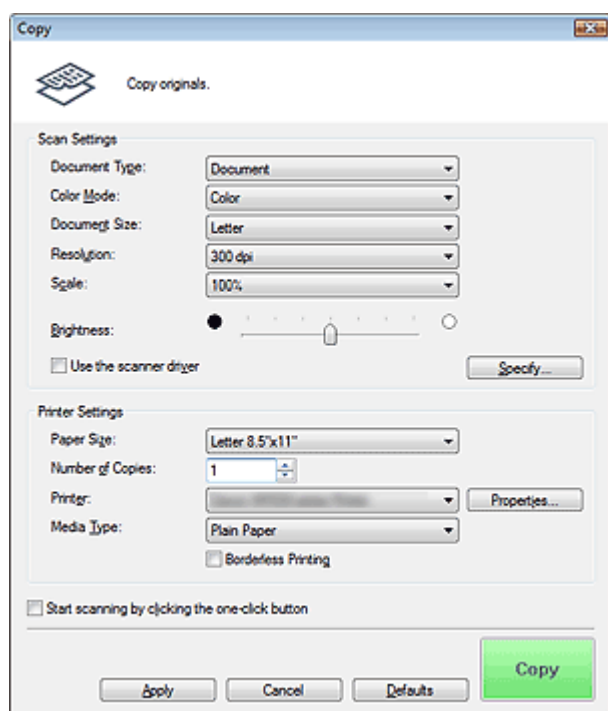 Copy
Copy originals.
Scan Settings
Document Type: Document
Color Mode: Color
Document Size: Letter
Resolution: 300 dpi
Scale: 100%
Brightness:
Use the scanner driver Specify...
Printer Settings
Paper Size: Letter 8.5"x11"
Number of Copies: 1
Printer: Properties...
Media Type: Plain Paper
Borderless Printing
Start scanning by clicking the one-click button
Apply Cancel Defaults Copy